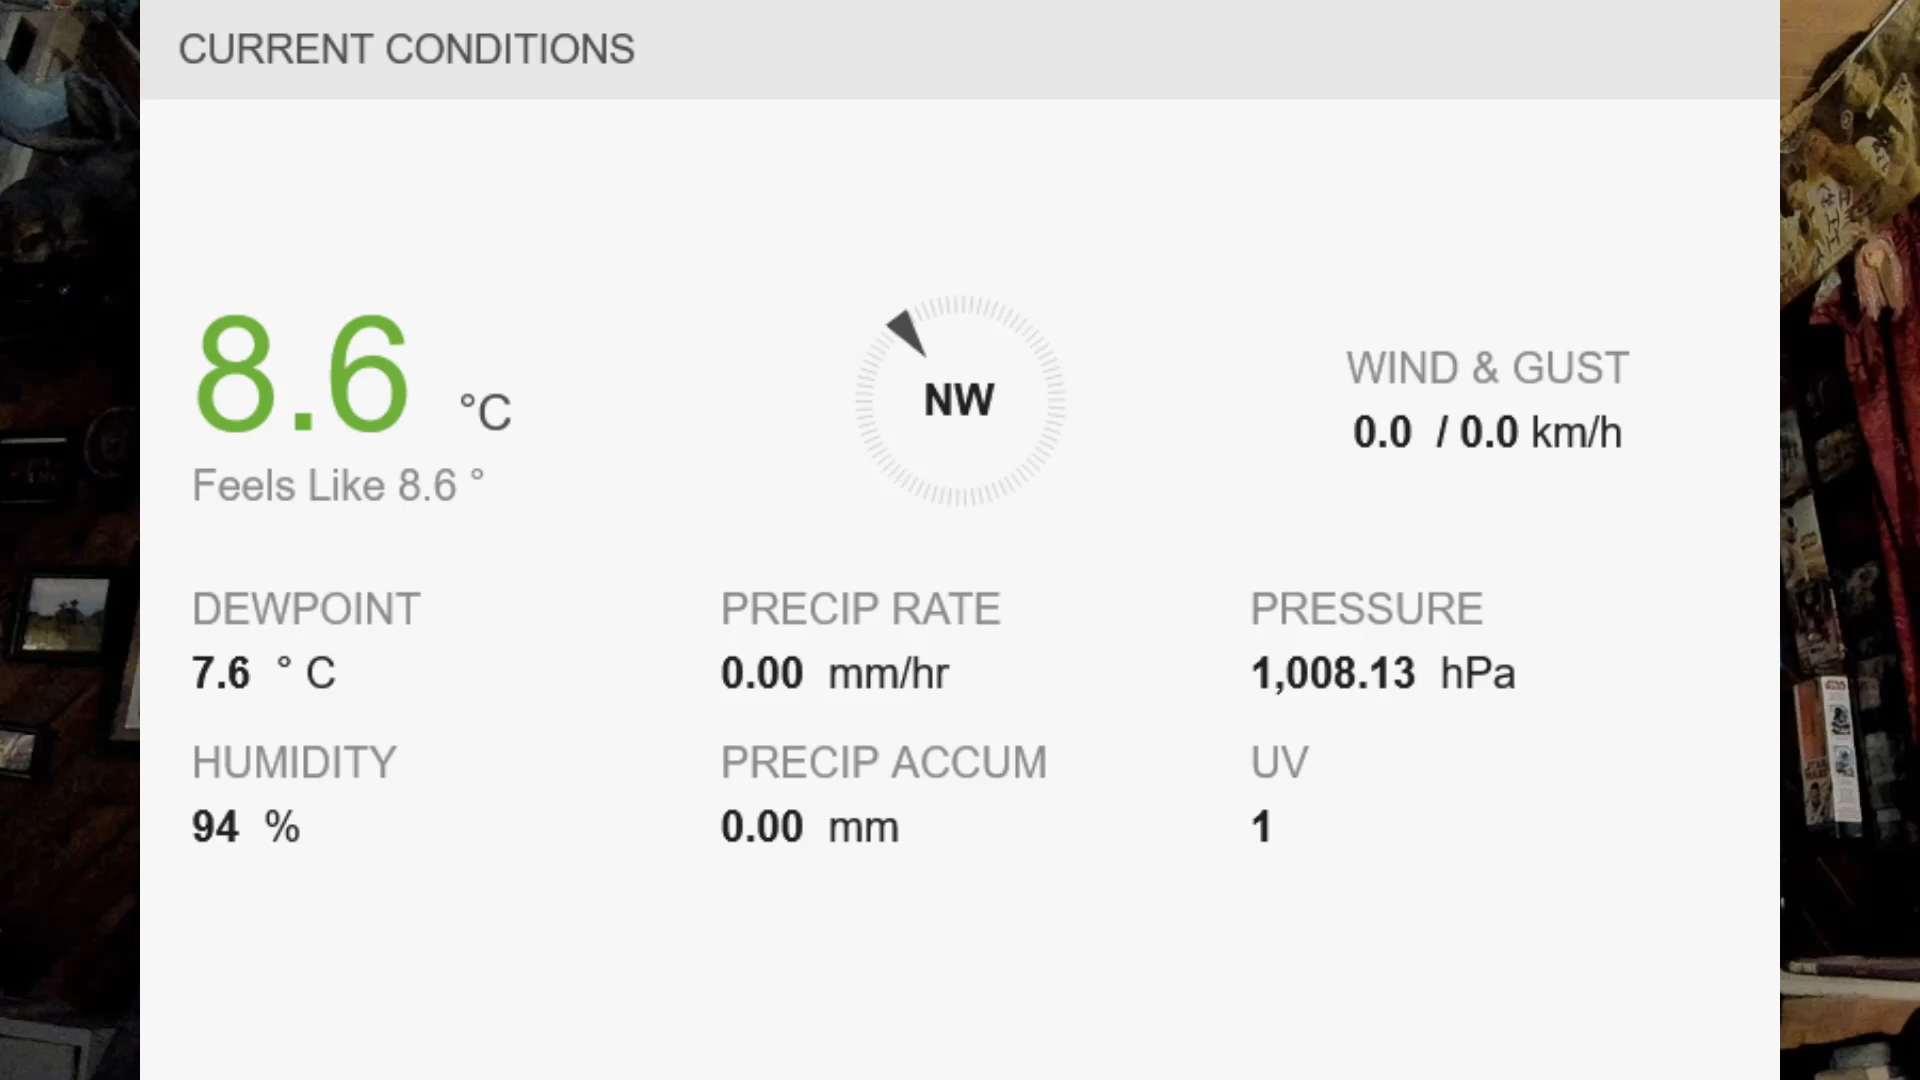 CURRENT CONDITIONS
8.6 °C
Feels Like 8.6 °
NW
WIND & GUST
0.0 / 0.0 km/h
DEWPOINT
7.6 ° C
PRECIP RATE
0.00 mm/hr
PRESSURE
1,008.13 hPa
HUMIDITY
94 %
PRECIP ACCUM
0.00 mm
UV
1